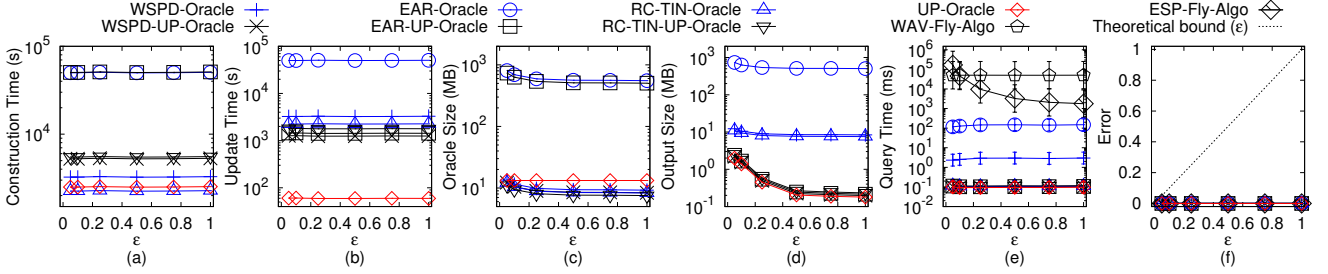 WSPD-Oracle EAR-Oracle RC-TIN-Oracle UP-Oracle ESP-Fly-Algo
WSPD-UP-Oracle EAR-UP-Oracle RC-TIN-UP-Oracle WAV-Fly-Algo Theoretical bound (ε)
Construction Time (s)
10^5
10^4
0 0.2 0.4 0.6 0.8 1
ε
(a)
Update Time (s)
10^5
10^4
10^3
10^2
0 0.2 0.4 0.6 0.8 1
ε
(b)
Oracle Size (MB)
10^4
10^3
10^2
10^1
0 0.2 0.4 0.6 0.8 1
ε
(c)
Output Size (MB)
10^3
10^2
10^1
10^0
10^-1
0 0.2 0.4 0.6 0.8 1
ε
(d)
Query Time (ms)
10^6
10^5
10^4
10^3
10^2
10^1
10^0
10^-1
10^-2
0 0.2 0.4 0.6 0.8 1
ε
(e)
Error
1
0.8
0.6
0.4
0.2
0
0 0.2 0.4 0.6 0.8 1
ε
(f)